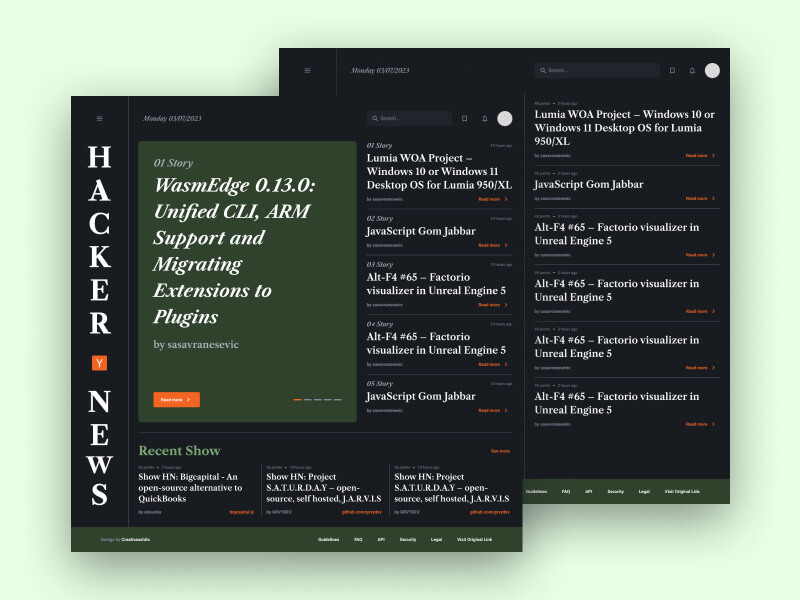 Monday 03/07/2023
Search...
49 points — 3 hours ago
Lumia WOA Project – Windows 10 or
Windows 11 Desktop OS for Lumia
950/XL
by sasavranesevic
Read more
JavaScript Gom Jabbar
by sasavranesevic
Read more
Alt-F4 #65 – Factorio visualizer in
Unreal Engine 5
by sasavranesevic
Read more
Alt-F4 #65 – Factorio visualizer in
Unreal Engine 5
by sasavranesevic
Read more
Alt-F4 #65 – Factorio visualizer in
Unreal Engine 5
by sasavranesevic
Read more
Alt-F4 #65 – Factorio visualizer in
Unreal Engine 5
by sasavranesevic
Read more
Guidelines FAQ API Security Legal Visit Original Link
HACKER
Y
NEWS
Monday 03/07/2023
Search...
01 Story
WasmEdge 0.13.0:
Unified CLI, ARM
Support and
Migrating
Extensions to
Plugins
by sasavranesevic
Read more
01 Story
10 hours ago
Lumia WOA Project –
Windows 10 or Windows 11
Desktop OS for Lumia 950/XL
by sasavranesevic
Read more
02 Story
10 hours ago
JavaScript Gom Jabbar
by sasavranesevic
Read more
03 Story
10 hours ago
Alt-F4 #65 – Factorio
visualizer in Unreal Engine 5
by sasavranesevic
Read more
04 Story
10 hours ago
Alt-F4 #65 – Factorio
visualizer in Unreal Engine 5
by sasavranesevic
Read more
05 Story
10 hours ago
JavaScript Gom Jabbar
by sasavranesevic
Read more
Recent Show
See more
Show HN: Bigcapital - An
open-source alternative to
QuickBooks
bigcapital.ly
Show HN: Project
S.A.T.U.R.D.A.Y – open-
source, self hosted, J.A.R.V.I.S
by GRVYDEV
github.com/grvydev
Show HN: Project
S.A.T.U.R.D.A.Y – open-
source, self hosted, J.A.R.V.I.S
by GRVYDEV
github.com/grvydev
Design by Creativeshila
Guidelines FAQ API Security Legal Visit Original Link